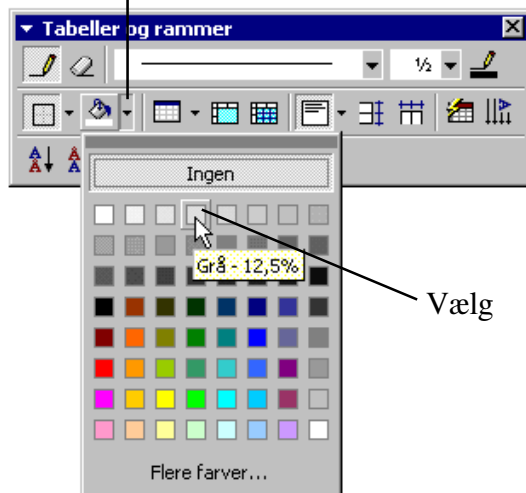 Tabeller og rammer
½
Ingen
Grå - 12,5%
Vælg
Flere farver...